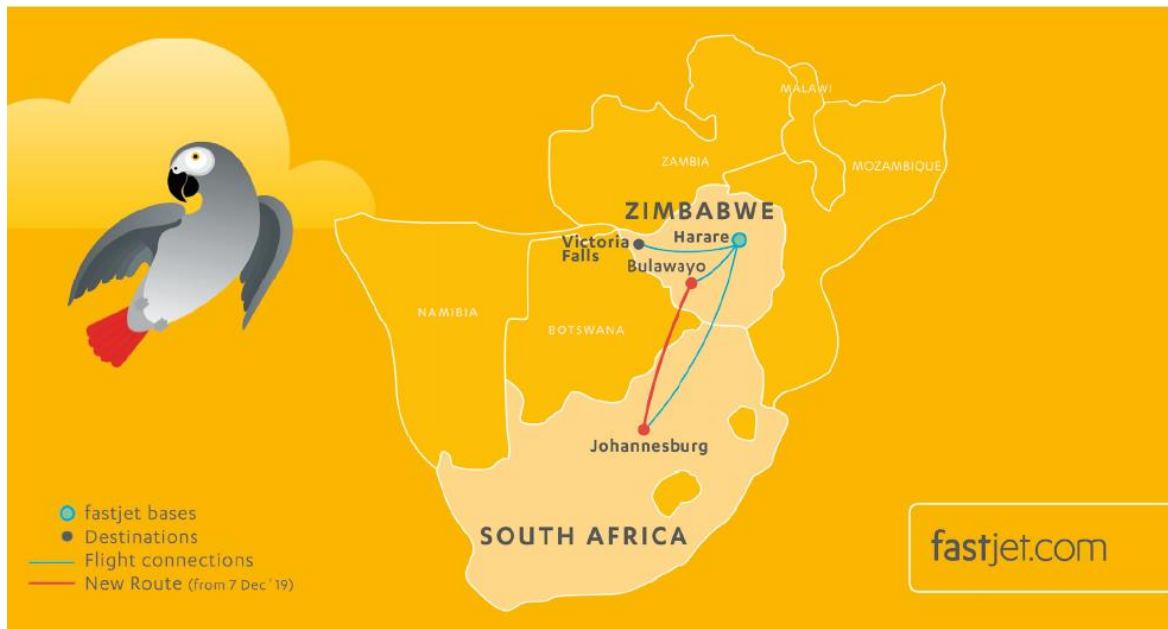 MALAWI
ZAMBIA
MOZAMBIQUE
ZIMBABWE
Victoria
Falls
Harare
Bulawayo
NAMIBIA
BOTSWANA
Johannesburg
SOUTH AFRICA
fastjet bases
Destinations
Flight connections
New Route (from 7 Dec '19)
fastjet.com